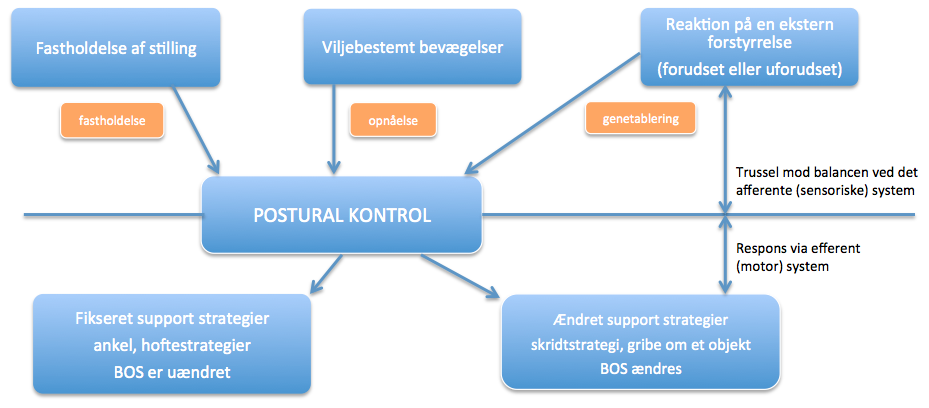 Fastholdelse af stilling
Viljebestemt bevægelser
Reaktion på en ekstern
forstyrrelse
(forudset eller uforudset)
fastholdelse
opnåelse
genetablering
Trussel mod balancen ved det
afferente (sensoriske) system
POSTURAL KONTROL
Respons via efferent
(motor) system
Fikseret support strategier
ankel, hoftestrategier
BOS er uændret
Ændret support strategier
skridtstrategi, gribe om et objekt
BOS ændres